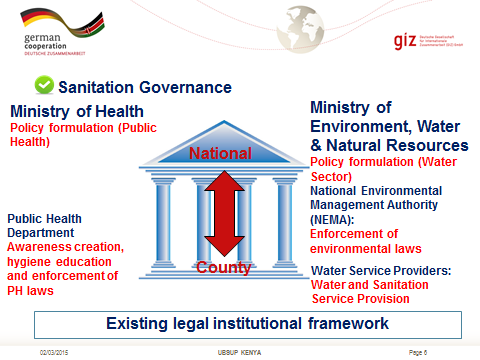 german
cooperation
DEUTSCHE ZUSAMMENARBEIT
giz
Deutsche Gesellschaft
für Internationale
Zusammenarbeit (GIZ) GmbH
Sanitation Governance
Ministry of Health
Policy formulation (Public
Health)
Ministry of
Environment, Water
& Natural Resources
Policy formulation (Water
Sector)
National Environmental
Management Authority
(NEMA):
Enforcement of
environmental laws
Water Service Providers:
Water and Sanitation
Service Provision
National
County
Public Health
Department
Awareness creation,
hygiene education
and enforcement of
PH laws
Existing legal institutional framework
02/03/2015
UBSUP KENYA
Page 6